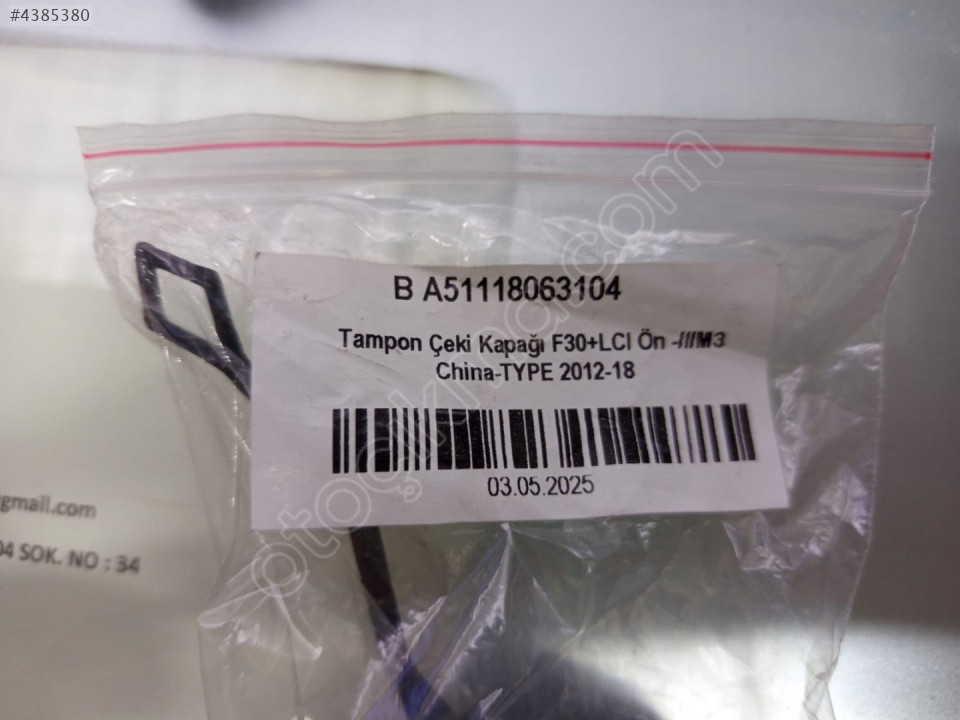 #4385380
otoçıkma.com
B A51118063104
Tampon Çeki Kapağı F30+LCI Ön -///M3
China-TYPE 2012-18
03.05.2025
gmail.com
04 SOK. NO : 34